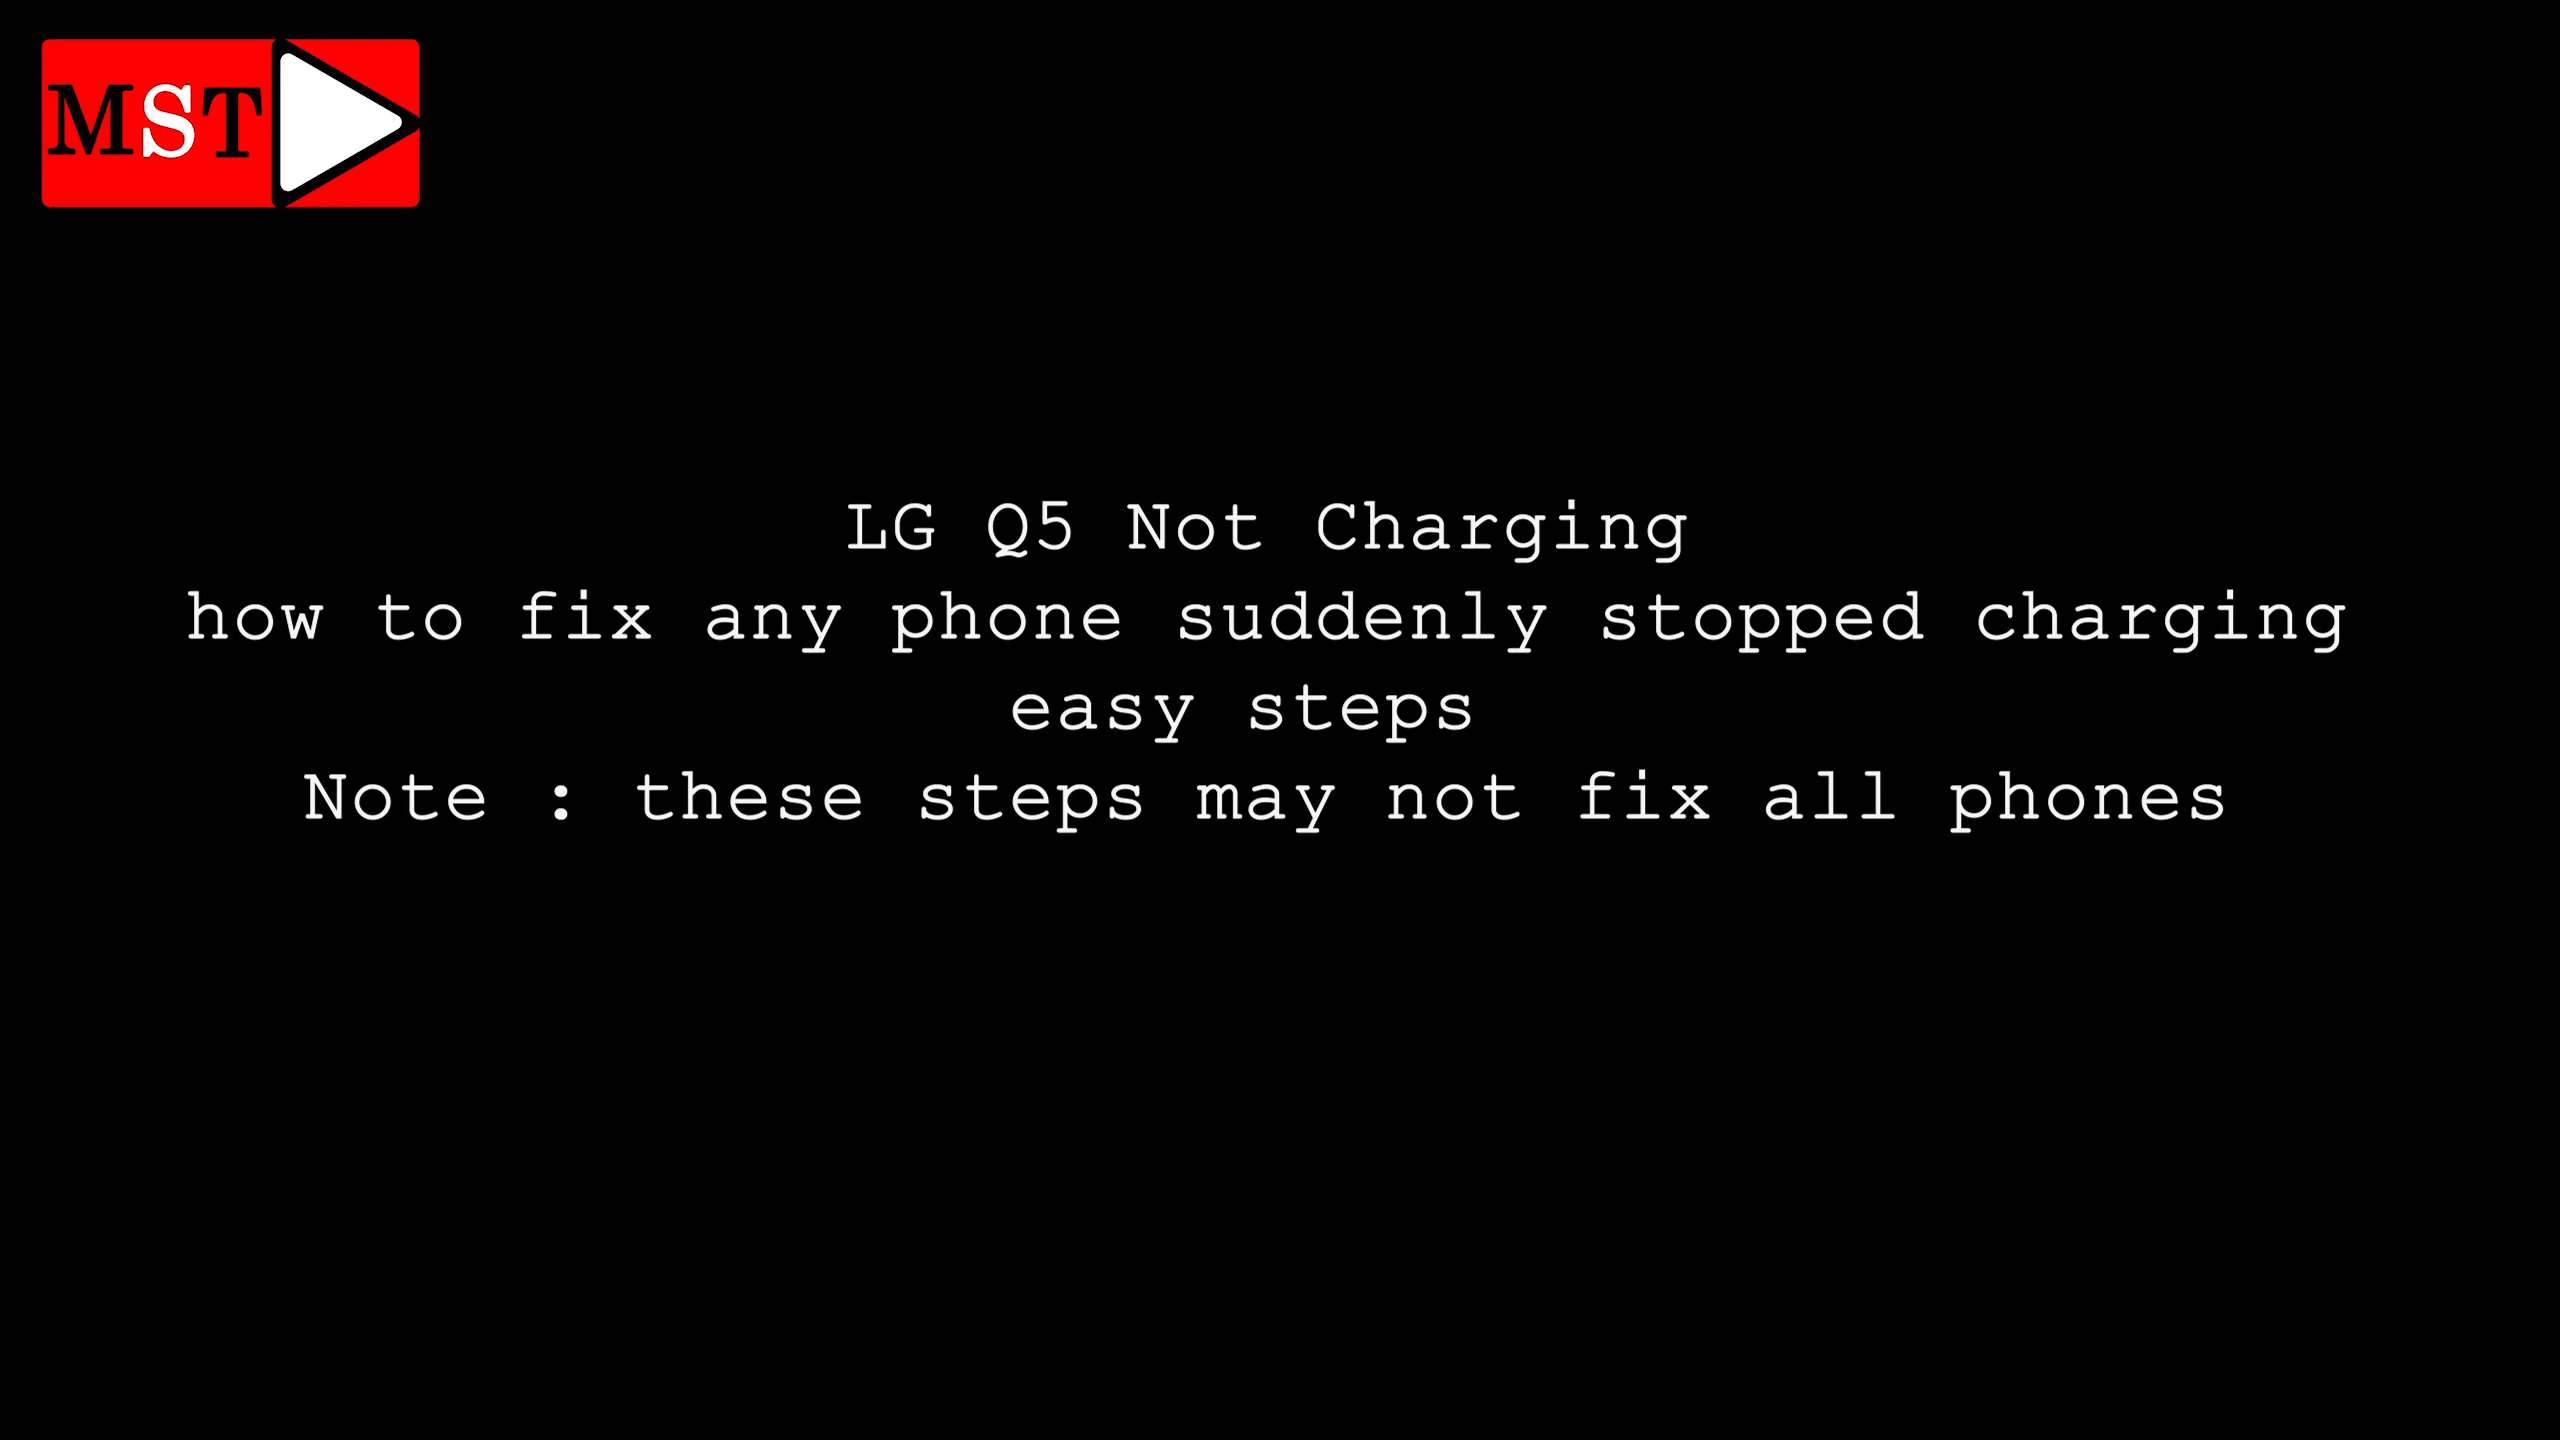 MST
LG Q5 Not Charging
how to fix any phone suddenly stopped charging
easy steps
Note : these steps may not fix all phones